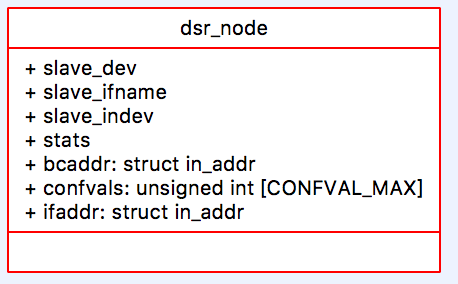 dsr_node
+ slave_dev
+ slave_ifname
+ slave_indev
+ stats
+ bcaddr: struct in_addr
+ confvals: unsigned int [CONFVAL_MAX]
+ ifaddr: struct in_addr